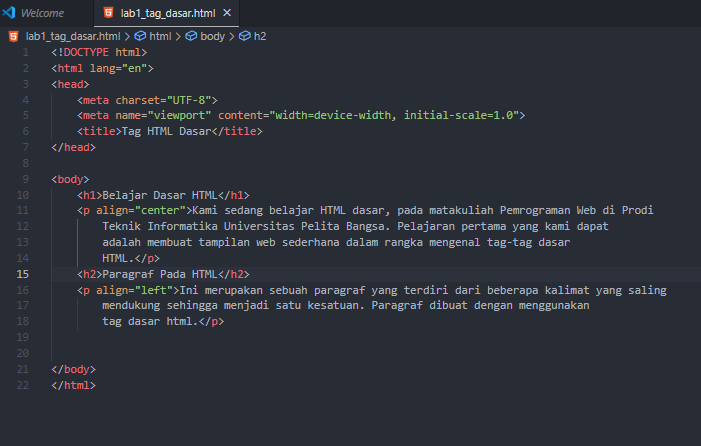 Welcome
lab1_tag_dasar.html ×
lab1_tag_dasar.html > html > body > h2
1 <!DOCTYPE html>
2 <html lang="en">
3 <head>
4 <meta charset="UTF-8">
5 <meta name="viewport" content="width=device-width, initial-scale=1.0">
6 <title>Tag HTML Dasar</title>
7 </head>
8
9 <body>
10 <h1>Belajar Dasar HTML</h1>
11 <p align="center">Kami sedang belajar HTML dasar, pada matakuliah Pemrograman Web di Prodi
12 Teknik Informatika Universitas Pelita Bangsa. Pelajaran pertama yang kami dapat
13 adalah membuat tampilan web sederhana dalam rangka mengenal tag-tag dasar
14 HTML.</p>
15 <h2>Paragraf Pada HTML</h2>
16 <p align="left">Ini merupakan sebuah paragraf yang terdiri dari beberapa kalimat yang saling
17 mendukung sehingga menjadi satu kesatuan. Paragraf dibuat dengan menggunakan
18 tag dasar html.</p>
19
20
21 </body>
22 </html>